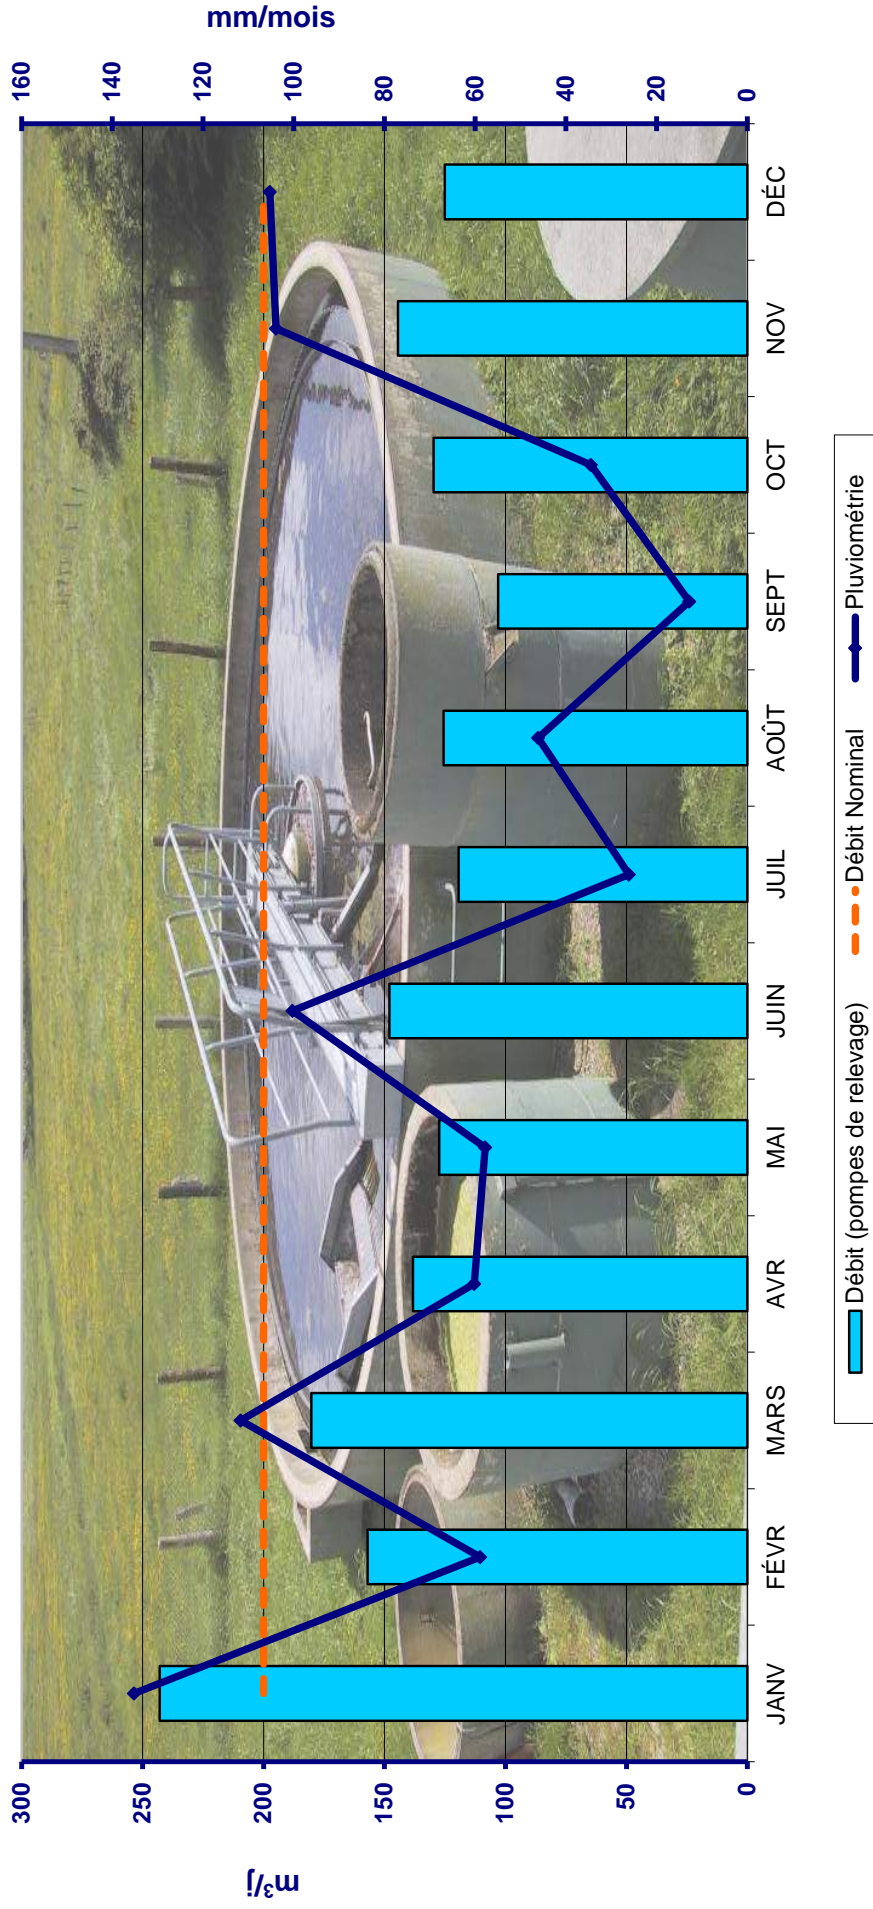 mm/mois
160
140
120
100
80
60
40
20
0
300
250
200
150
100
50
0
m³/j
JANV
FÉVR
MARS
AVR
MAI
JUIN
JUIL
AOÛT
SEPT
OCT
NOV
DÉC
Débit (pompes de relevage)
Débit Nominal
Pluviométrie